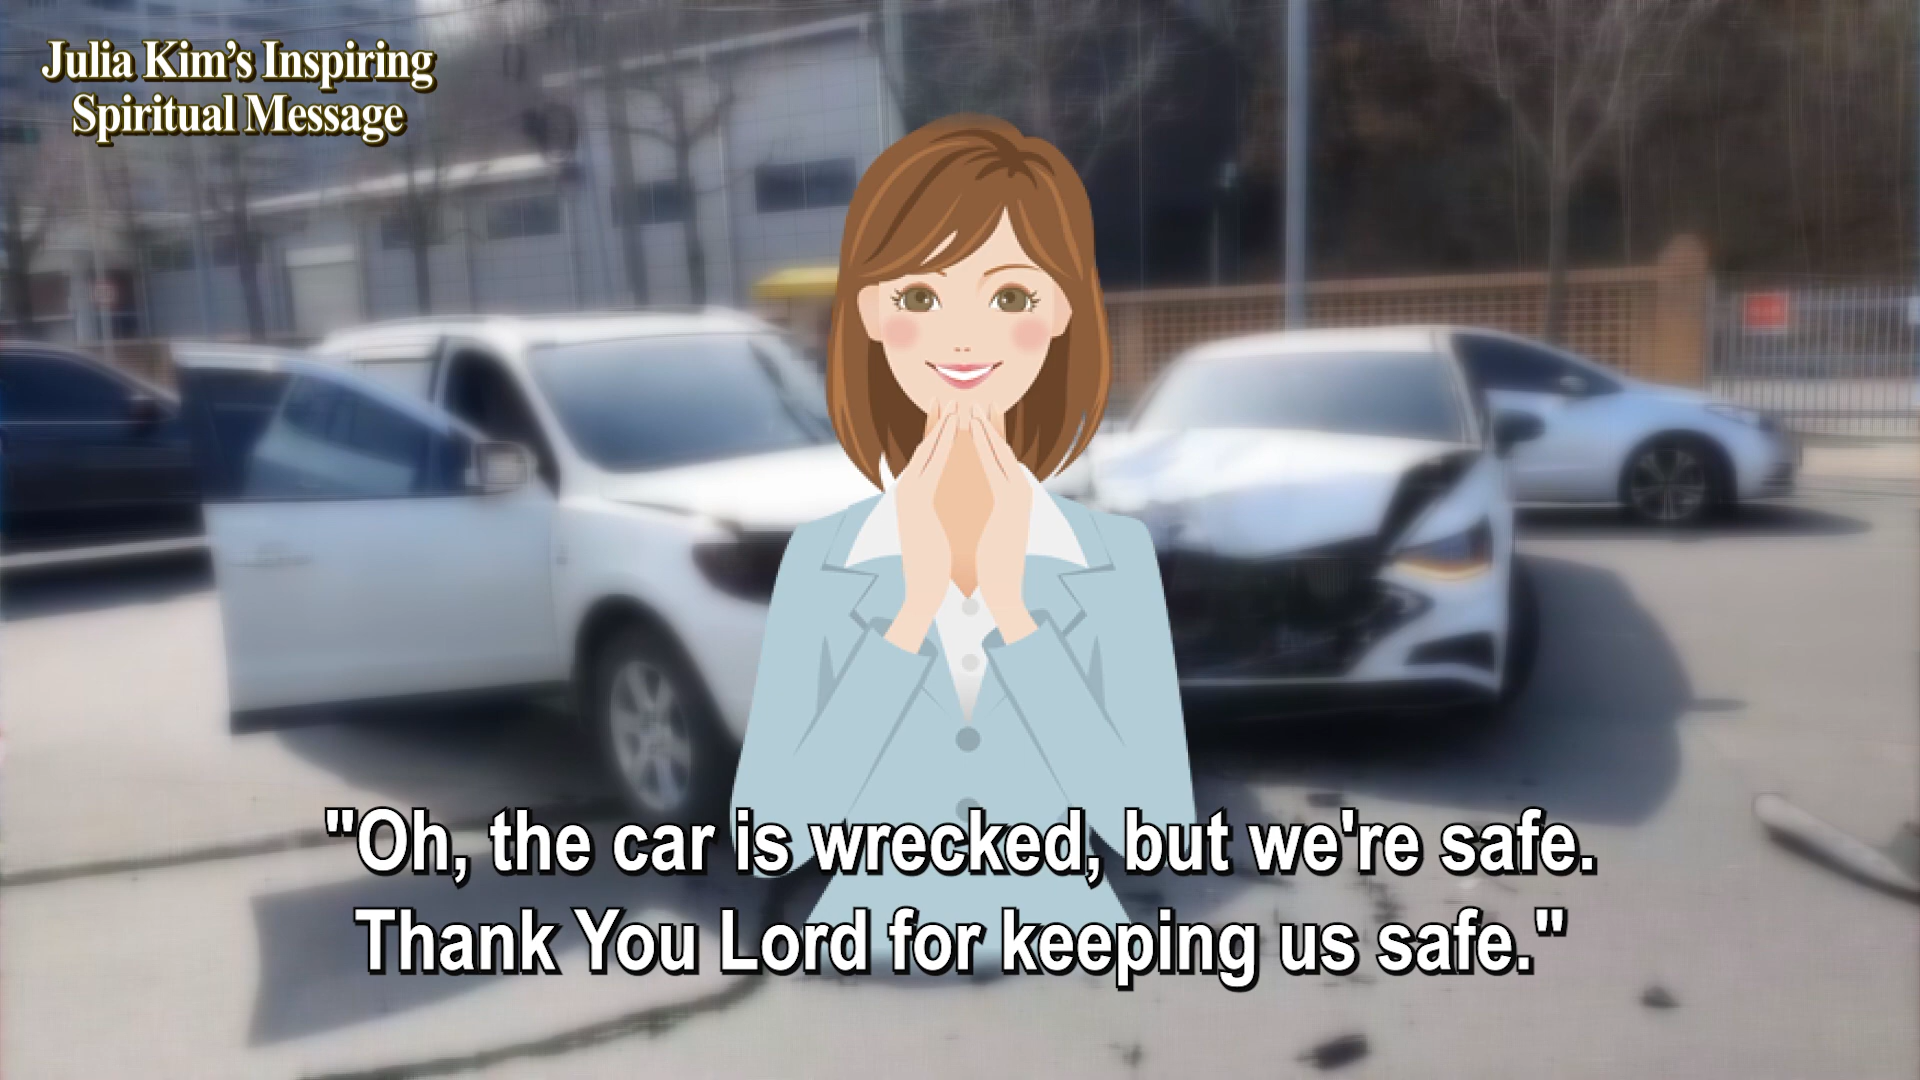 Julia Kim's Inspiring
Spiritual Message
"Oh, the car is wrecked, but we're safe.
Thank You Lord for keeping us safe."